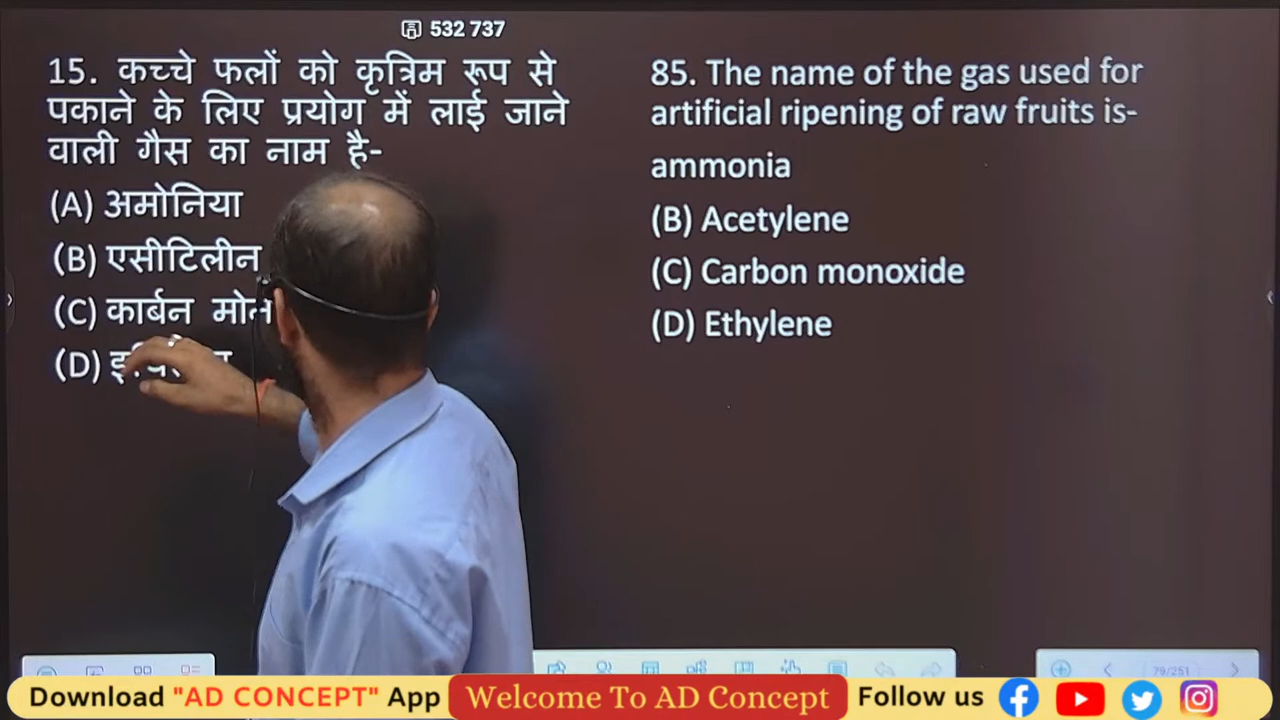 532 737
15. कच्चे फलों को कृत्रिम रूप से
पकाने के लिए प्रयोग में लाई जाने
वाली गैस का नाम है-
(A) अमोनिया
(B) एसीटिलीन
(C) कार्बन
(D)
85. The name of the gas used for
artificial ripening of raw fruits is-
ammonia
(B) Acetylene
(C) Carbon monoxide
(D) Ethylene
79/251
Download "AD CONCEPT" App
Welcome To AD Concept
Follow us